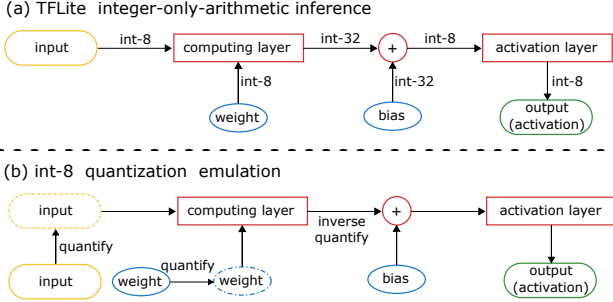 (a) TFLite integer-only-arithmetic inference
input
int-8
computing layer
int-32
+
int-8
activation layer
int-8
int-32
int-8
weight
bias
output
(activation)
(b) int-8 quantization emulation
input
computing layer
inverse
quantify
+
activation layer
quantify
input
weight
quantify
weight
bias
output
(activation)